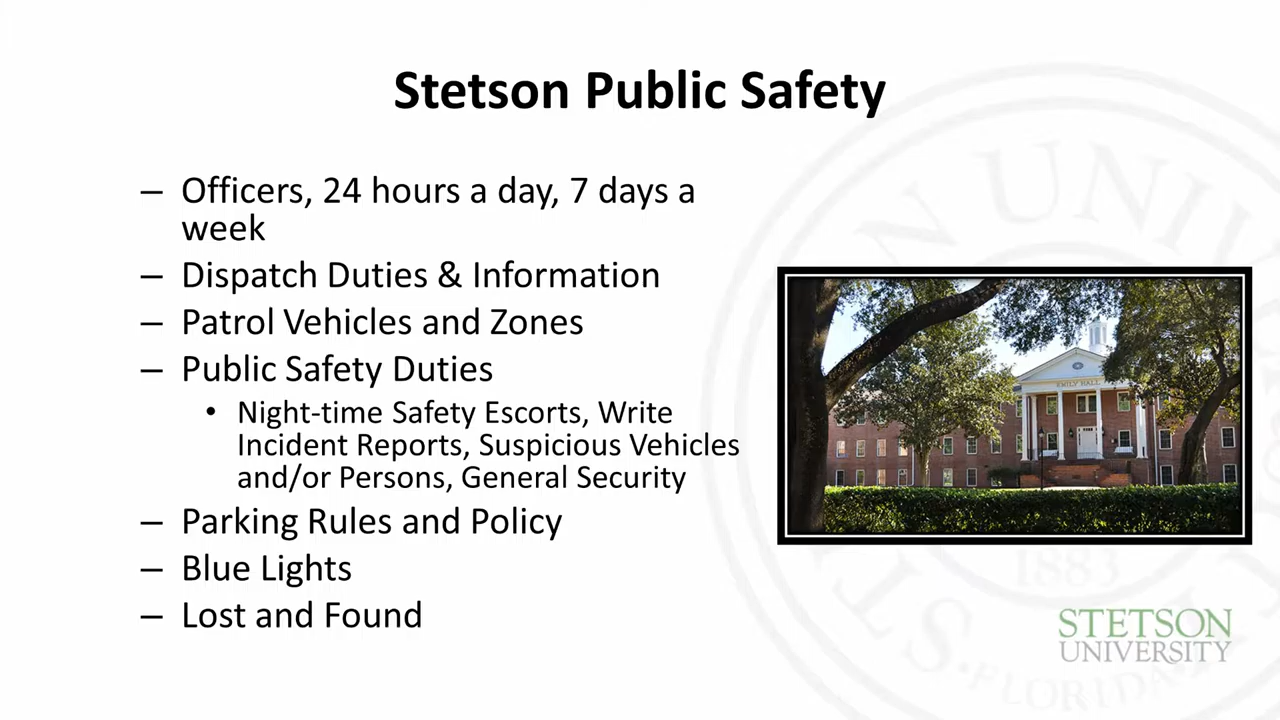 Stetson Public Safety
– Officers, 24 hours a day, 7 days a
week
– Dispatch Duties & Information
– Patrol Vehicles and Zones
– Public Safety Duties
• Night-time Safety Escorts, Write
Incident Reports, Suspicious Vehicles
and/or Persons, General Security
– Parking Rules and Policy
– Blue Lights
– Lost and Found
EMILY HALL
1883
FLORIDA
STETSON
UNIVERSITY